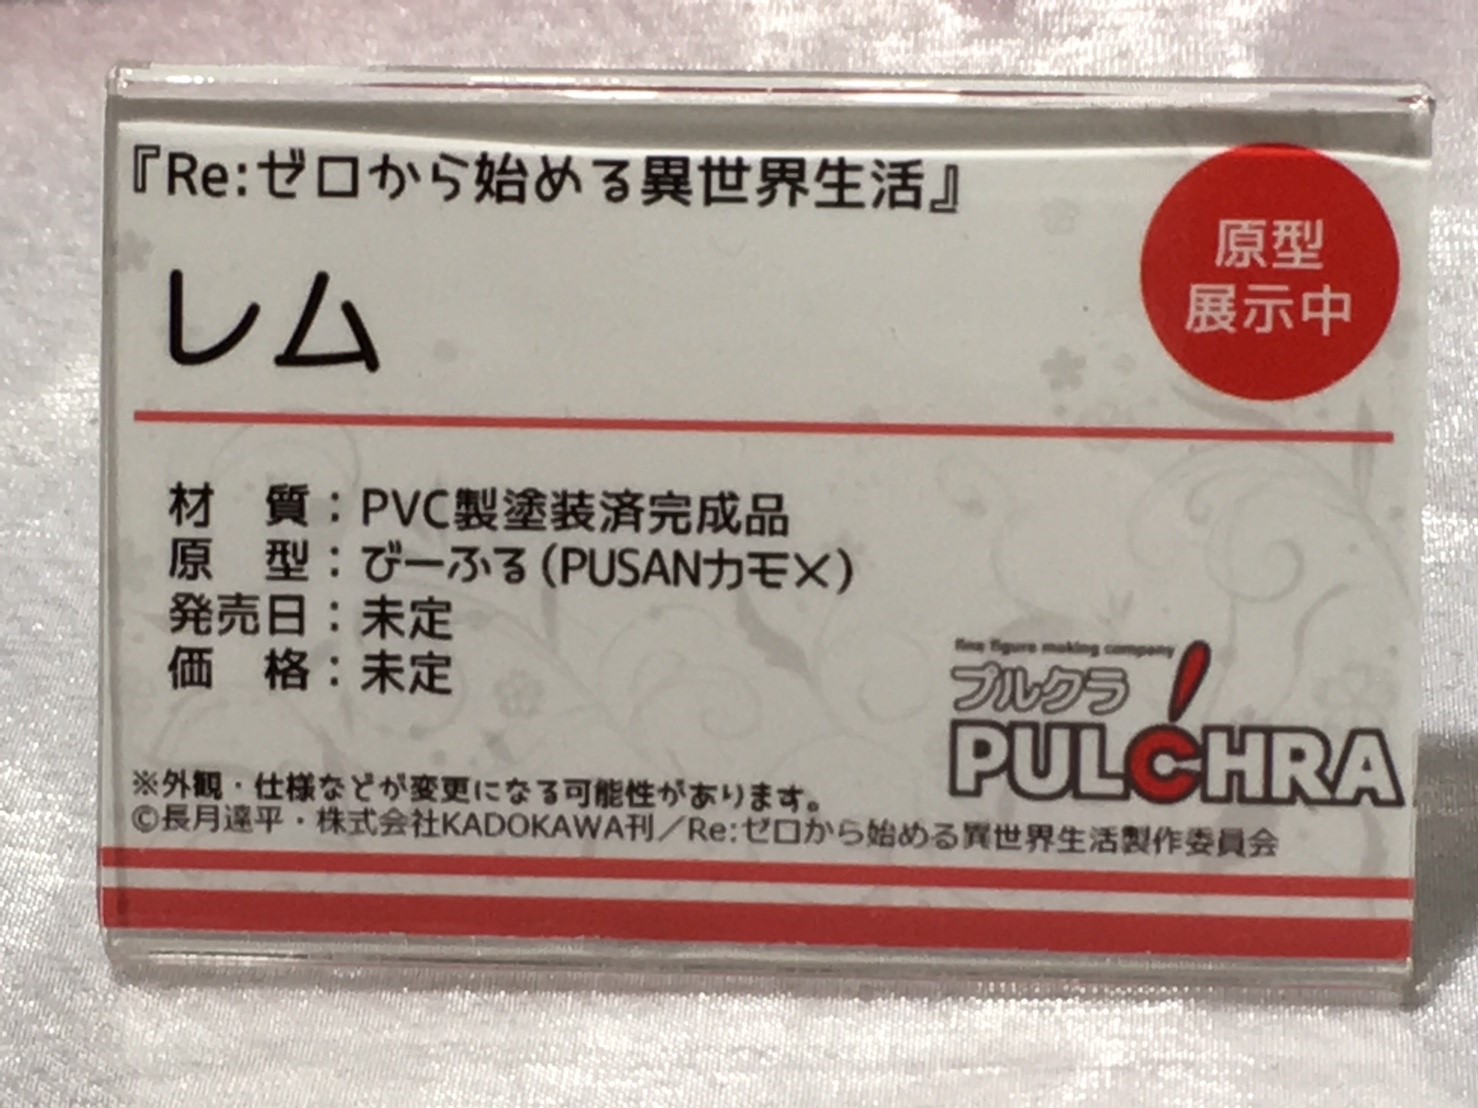 『Re:ゼロから始める異世界生活』
原型
展示中
レム
材　質：PVC製塗装済完成品
原　型：びーふる(PUSANカモメ)
発売日：未定
価　格：未定
fine figure making company
プルクラ
PULCHRA
※外観・仕様などが変更になる可能性があります。
©長月達平・株式会社KADOKAWA刊／Re:ゼロから始める異世界生活製作委員会